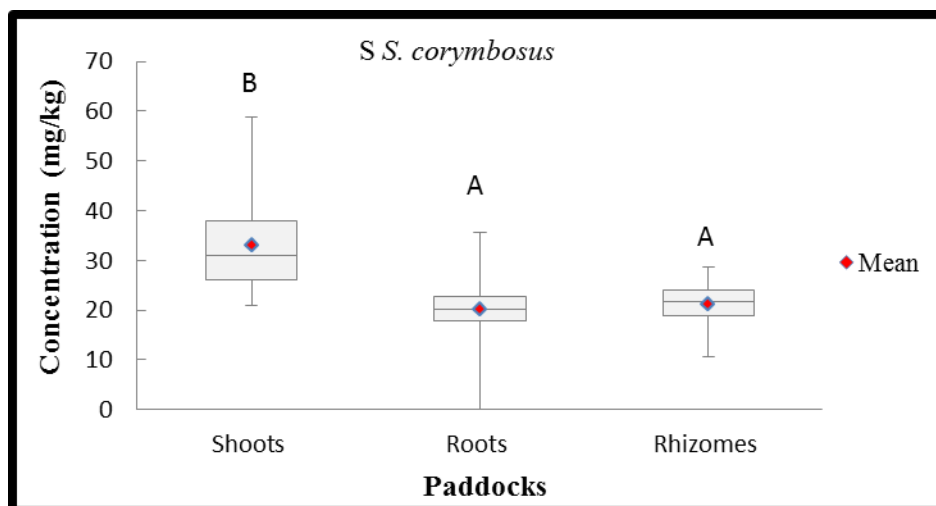 S S. corymbosus
Concentration (mg/kg)
70
60
50
40
30
20
10
0
B
A
A
Mean
Shoots Roots Rhizomes
Paddocks